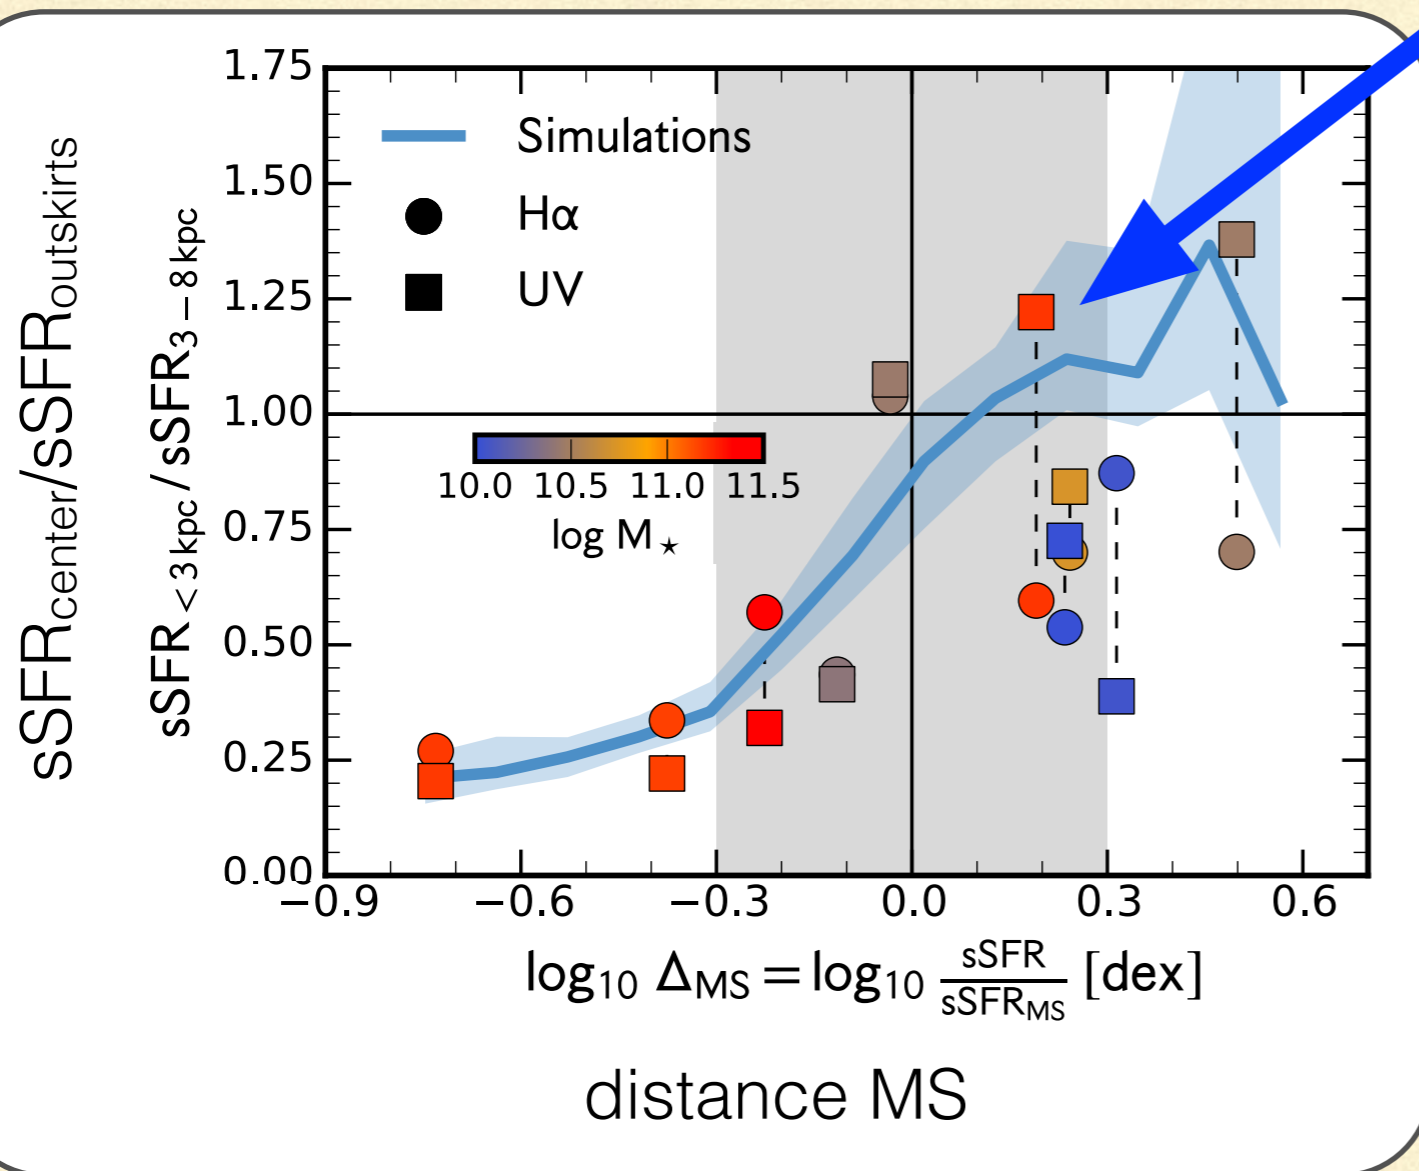 sSFRcenter/sSFRoutskirts
sSFR<3 kpc / sSFR3−8 kpc
1.75
1.50
1.25
1.00
0.75
0.50
0.25
0.00
Simulations
Hα
UV
10.0 10.5 11.0 11.5
log M⋆
−0.9 −0.6 −0.3 0.0 0.3 0.6
log10 ΔMS = log10 sSFR/sSFRMS [dex]
distance MS